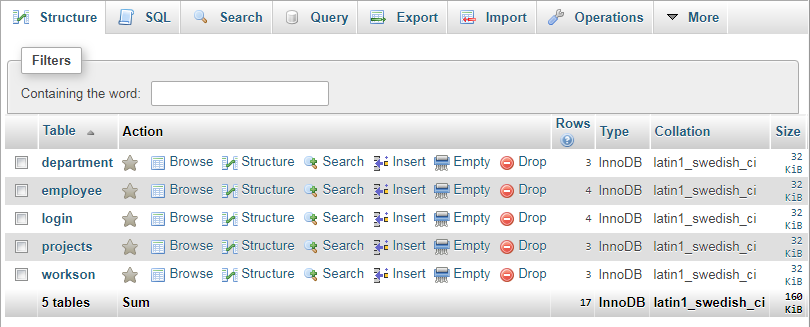 Structure SQL Search Query Export Import Operations More
Filters
Containing the word:
Table Action Rows Type Collation Size
department Browse Structure Search Insert Empty Drop 3 InnoDB latin1_swedish_ci 32 KiB
employee Browse Structure Search Insert Empty Drop 4 InnoDB latin1_swedish_ci 32 KiB
login Browse Structure Search Insert Empty Drop 4 InnoDB latin1_swedish_ci 32 KiB
projects Browse Structure Search Insert Empty Drop 3 InnoDB latin1_swedish_ci 32 KiB
workson Browse Structure Search Insert Empty Drop 3 InnoDB latin1_swedish_ci 32 KiB
5 tables Sum 17 InnoDB latin1_swedish_ci 160 KiB